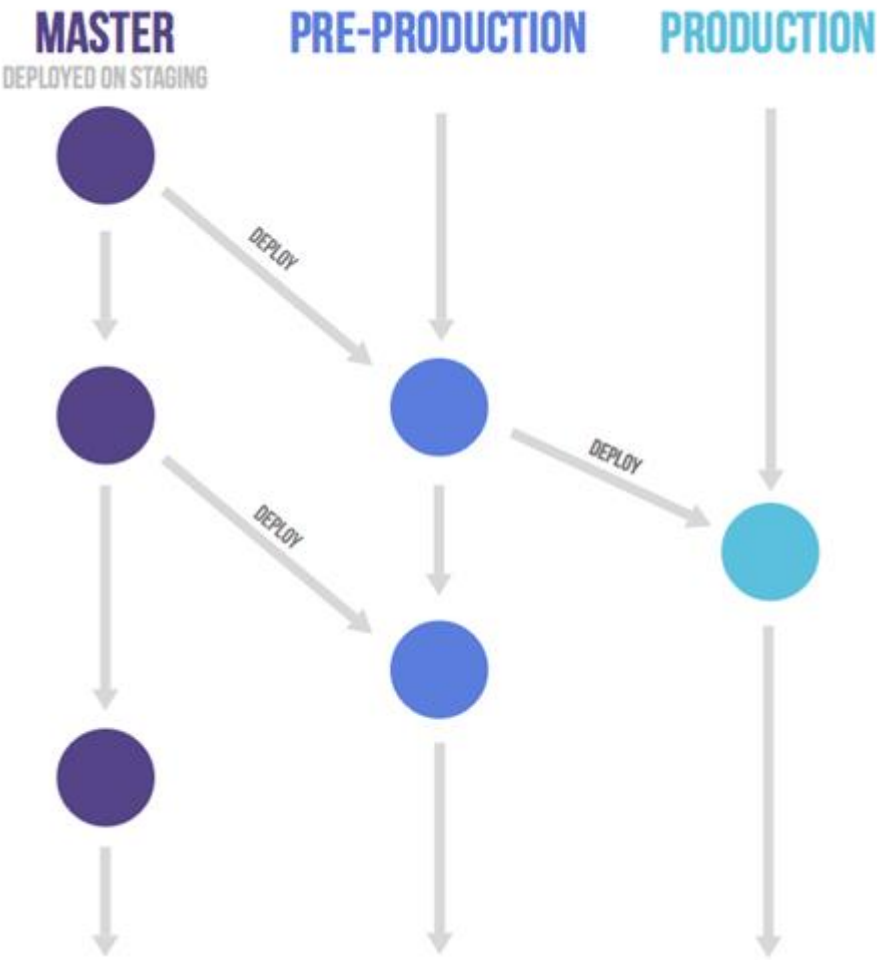 MASTER
DEPLOYED ON STAGING
PRE-PRODUCTION
PRODUCTION
DEPLOY
DEPLOY
DEPLOY